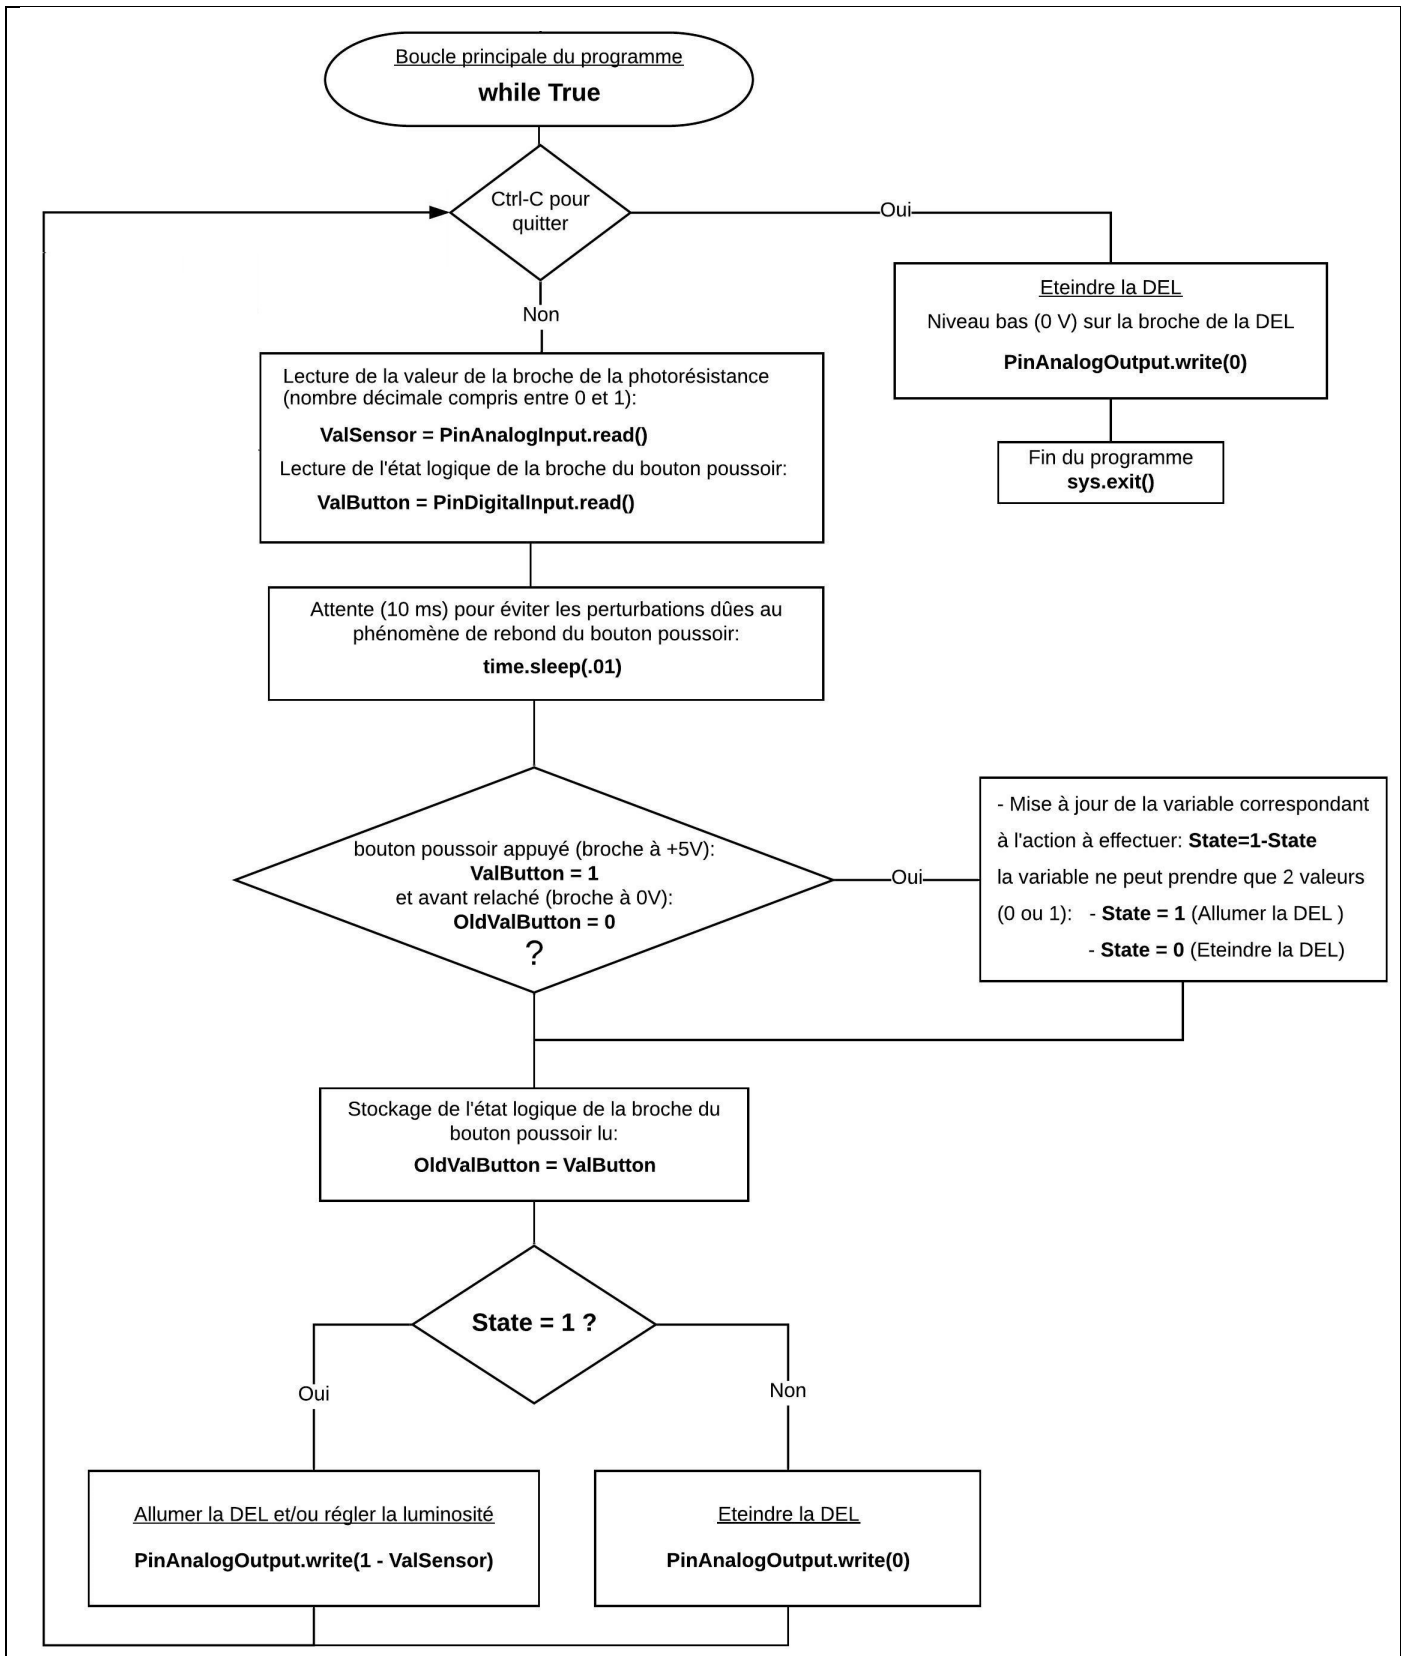 Boucle principale du programme
while True
Ctrl-C pour
quitter
Oui
Eteindre la DEL
Niveau bas (0 V) sur la broche de la DEL
PinAnalogOutput.write(0)
Fin du programme
sys.exit()
Non
Lecture de la valeur de la broche de la photorésistance
(nombre décimale compris entre 0 et 1):
ValSensor = PinAnalogInput.read()
Lecture de l'état logique de la broche du bouton poussoir:
ValButton = PinDigitalInput.read()
Attente (10 ms) pour éviter les perturbations dûes au
phénomène de rebond du bouton poussoir:
time.sleep(.01)
bouton poussoir appuyé (broche à +5V):
ValButton = 1
et avant relaché (broche à 0V):
OldValButton = 0
?
Oui
- Mise à jour de la variable correspondant
à l'action à effectuer: State=1-State
la variable ne peut prendre que 2 valeurs
(0 ou 1): - State = 1 (Allumer la DEL )
- State = 0 (Eteindre la DEL)
Stockage de l'état logique de la broche du
bouton poussoir lu:
OldValButton = ValButton
State = 1 ?
Oui
Non
Allumer la DEL et/ou régler la luminosité
PinAnalogOutput.write(1 - ValSensor)
Eteindre la DEL
PinAnalogOutput.write(0)